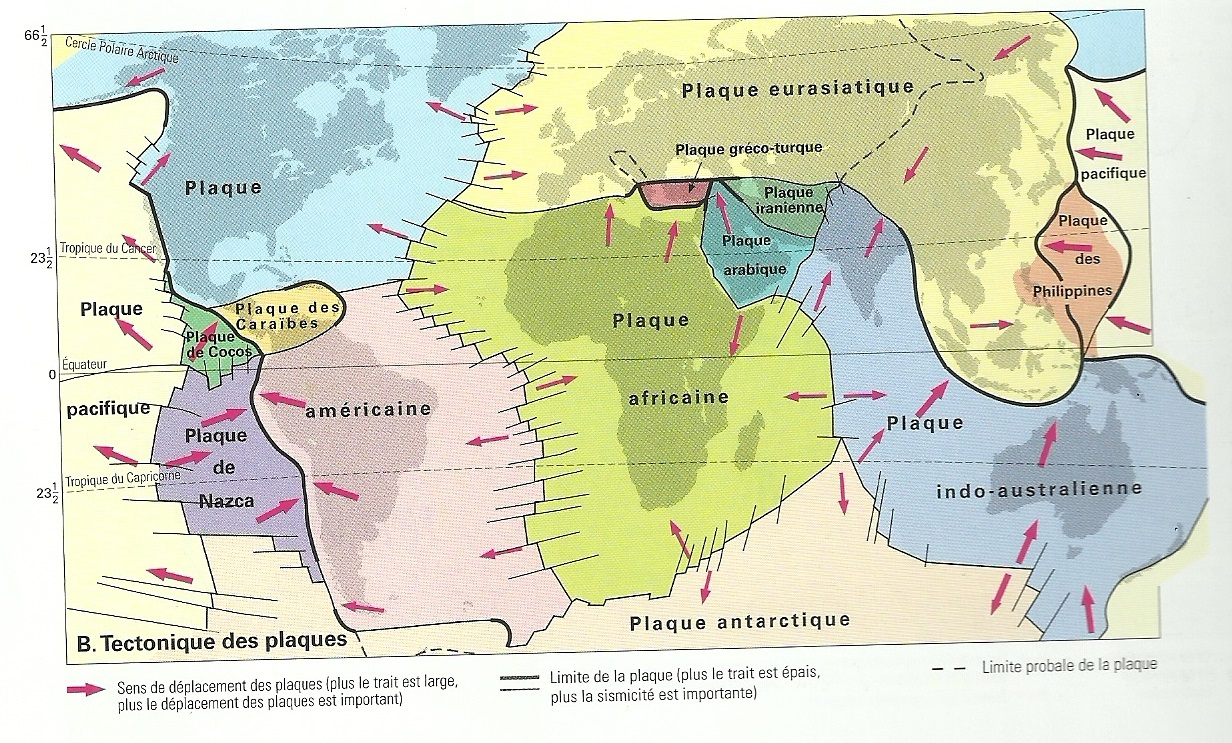 66½
Cercle Polaire Arctique
Plaque eurasiatique
Plaque gréco-turque
Plaque
pacifique
Plaque
Plaque
iranienne
Plaque
arabique
Plaque
des
Philippines
Tropique du Cancer
23½
Plaque
pacifique
Plaque des
Caraïbes
Plaque
de Cocos
Équateur
0
américaine
Plaque
africaine
Plaque
indo-australienne
Plaque
de
Nazca
Tropique du Capricorne
23½
Plaque antarctique
B. Tectonique des plaques
Sens de déplacement des plaques (plus le trait est large,
plus le déplacement des plaques est important)
Limite de la plaque (plus le trait est épais,
plus la sismicité est importante)
Limite probale de la plaque